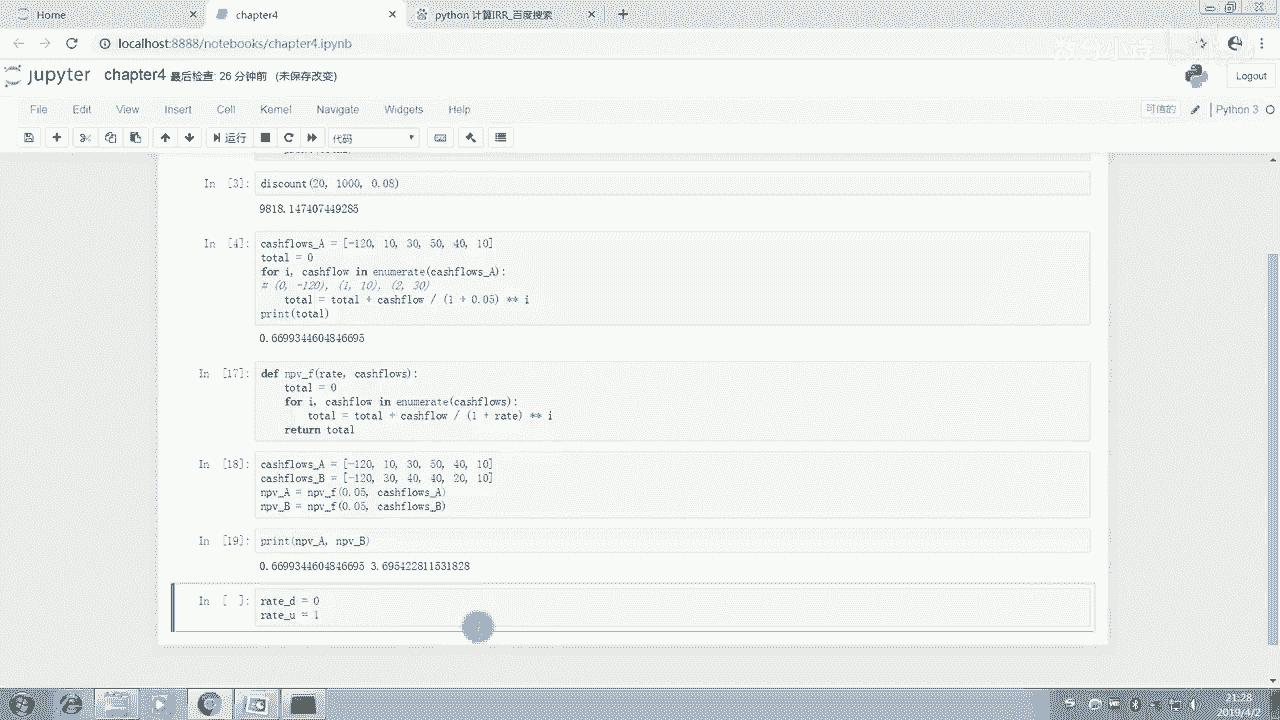 Home
chapter4
python 计算IRR_百度搜索
localhost:8888/notebooks/chapter4.ipynb
jupyter chapter4 最后检查: 26 分钟前 (未保存改变)
Logout
File Edit View Insert Cell Kernel Navigate Widgets Help
可信的 Python 3
运行 代码
In [3]: discount(20, 1000, 0.08)
9818.147407449285
In [4]: cashflows_A = [-120, 10, 30, 50, 40, 10]
total = 0
for i, cashflow in enumerate(cashflows_A):
# (0, -120), (1, 10), (2, 30)
total = total + cashflow / (1 + 0.05) ** i
print(total)
0.6699344604846695
In [17]: def npv_f(rate, cashflows):
total = 0
for i, cashflow in enumerate(cashflows):
total = total + cashflow / (1 + rate) ** i
return total
In [18]: cashflows_A = [-120, 10, 30, 50, 40, 10]
cashflows_B = [-120, 30, 40, 40, 20, 10]
npv_A = npv_f(0.05, cashflows_A)
npv_B = npv_f(0.05, cashflows_B)
In [19]: print(npv_A, npv_B)
0.6699344604846695 3.695422811531828
In [ ]: rate_d = 0
rate_u = 1
21:28
2019/4/2